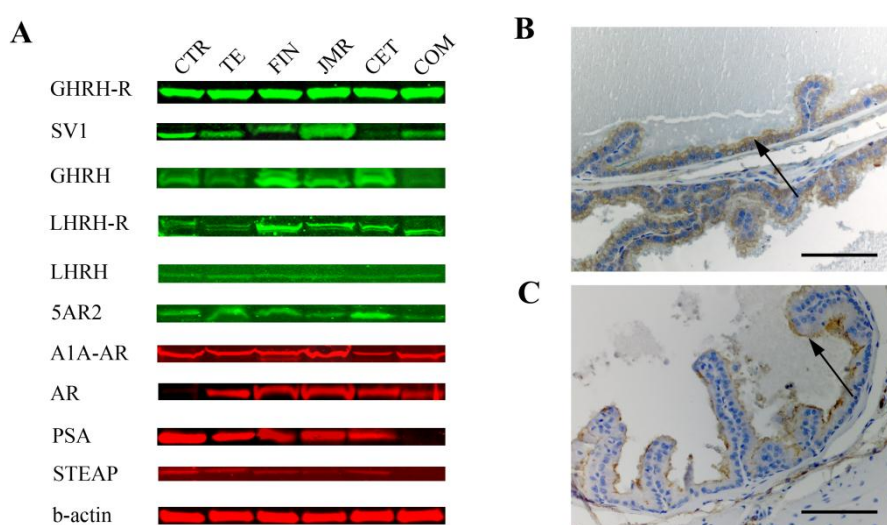 A
CTR TE FIN JMR CET COM
GHRH-R
SV1
GHRH
LHRH-R
LHRH
5AR2
A1A-AR
AR
PSA
STEAP
b-actin
B
C